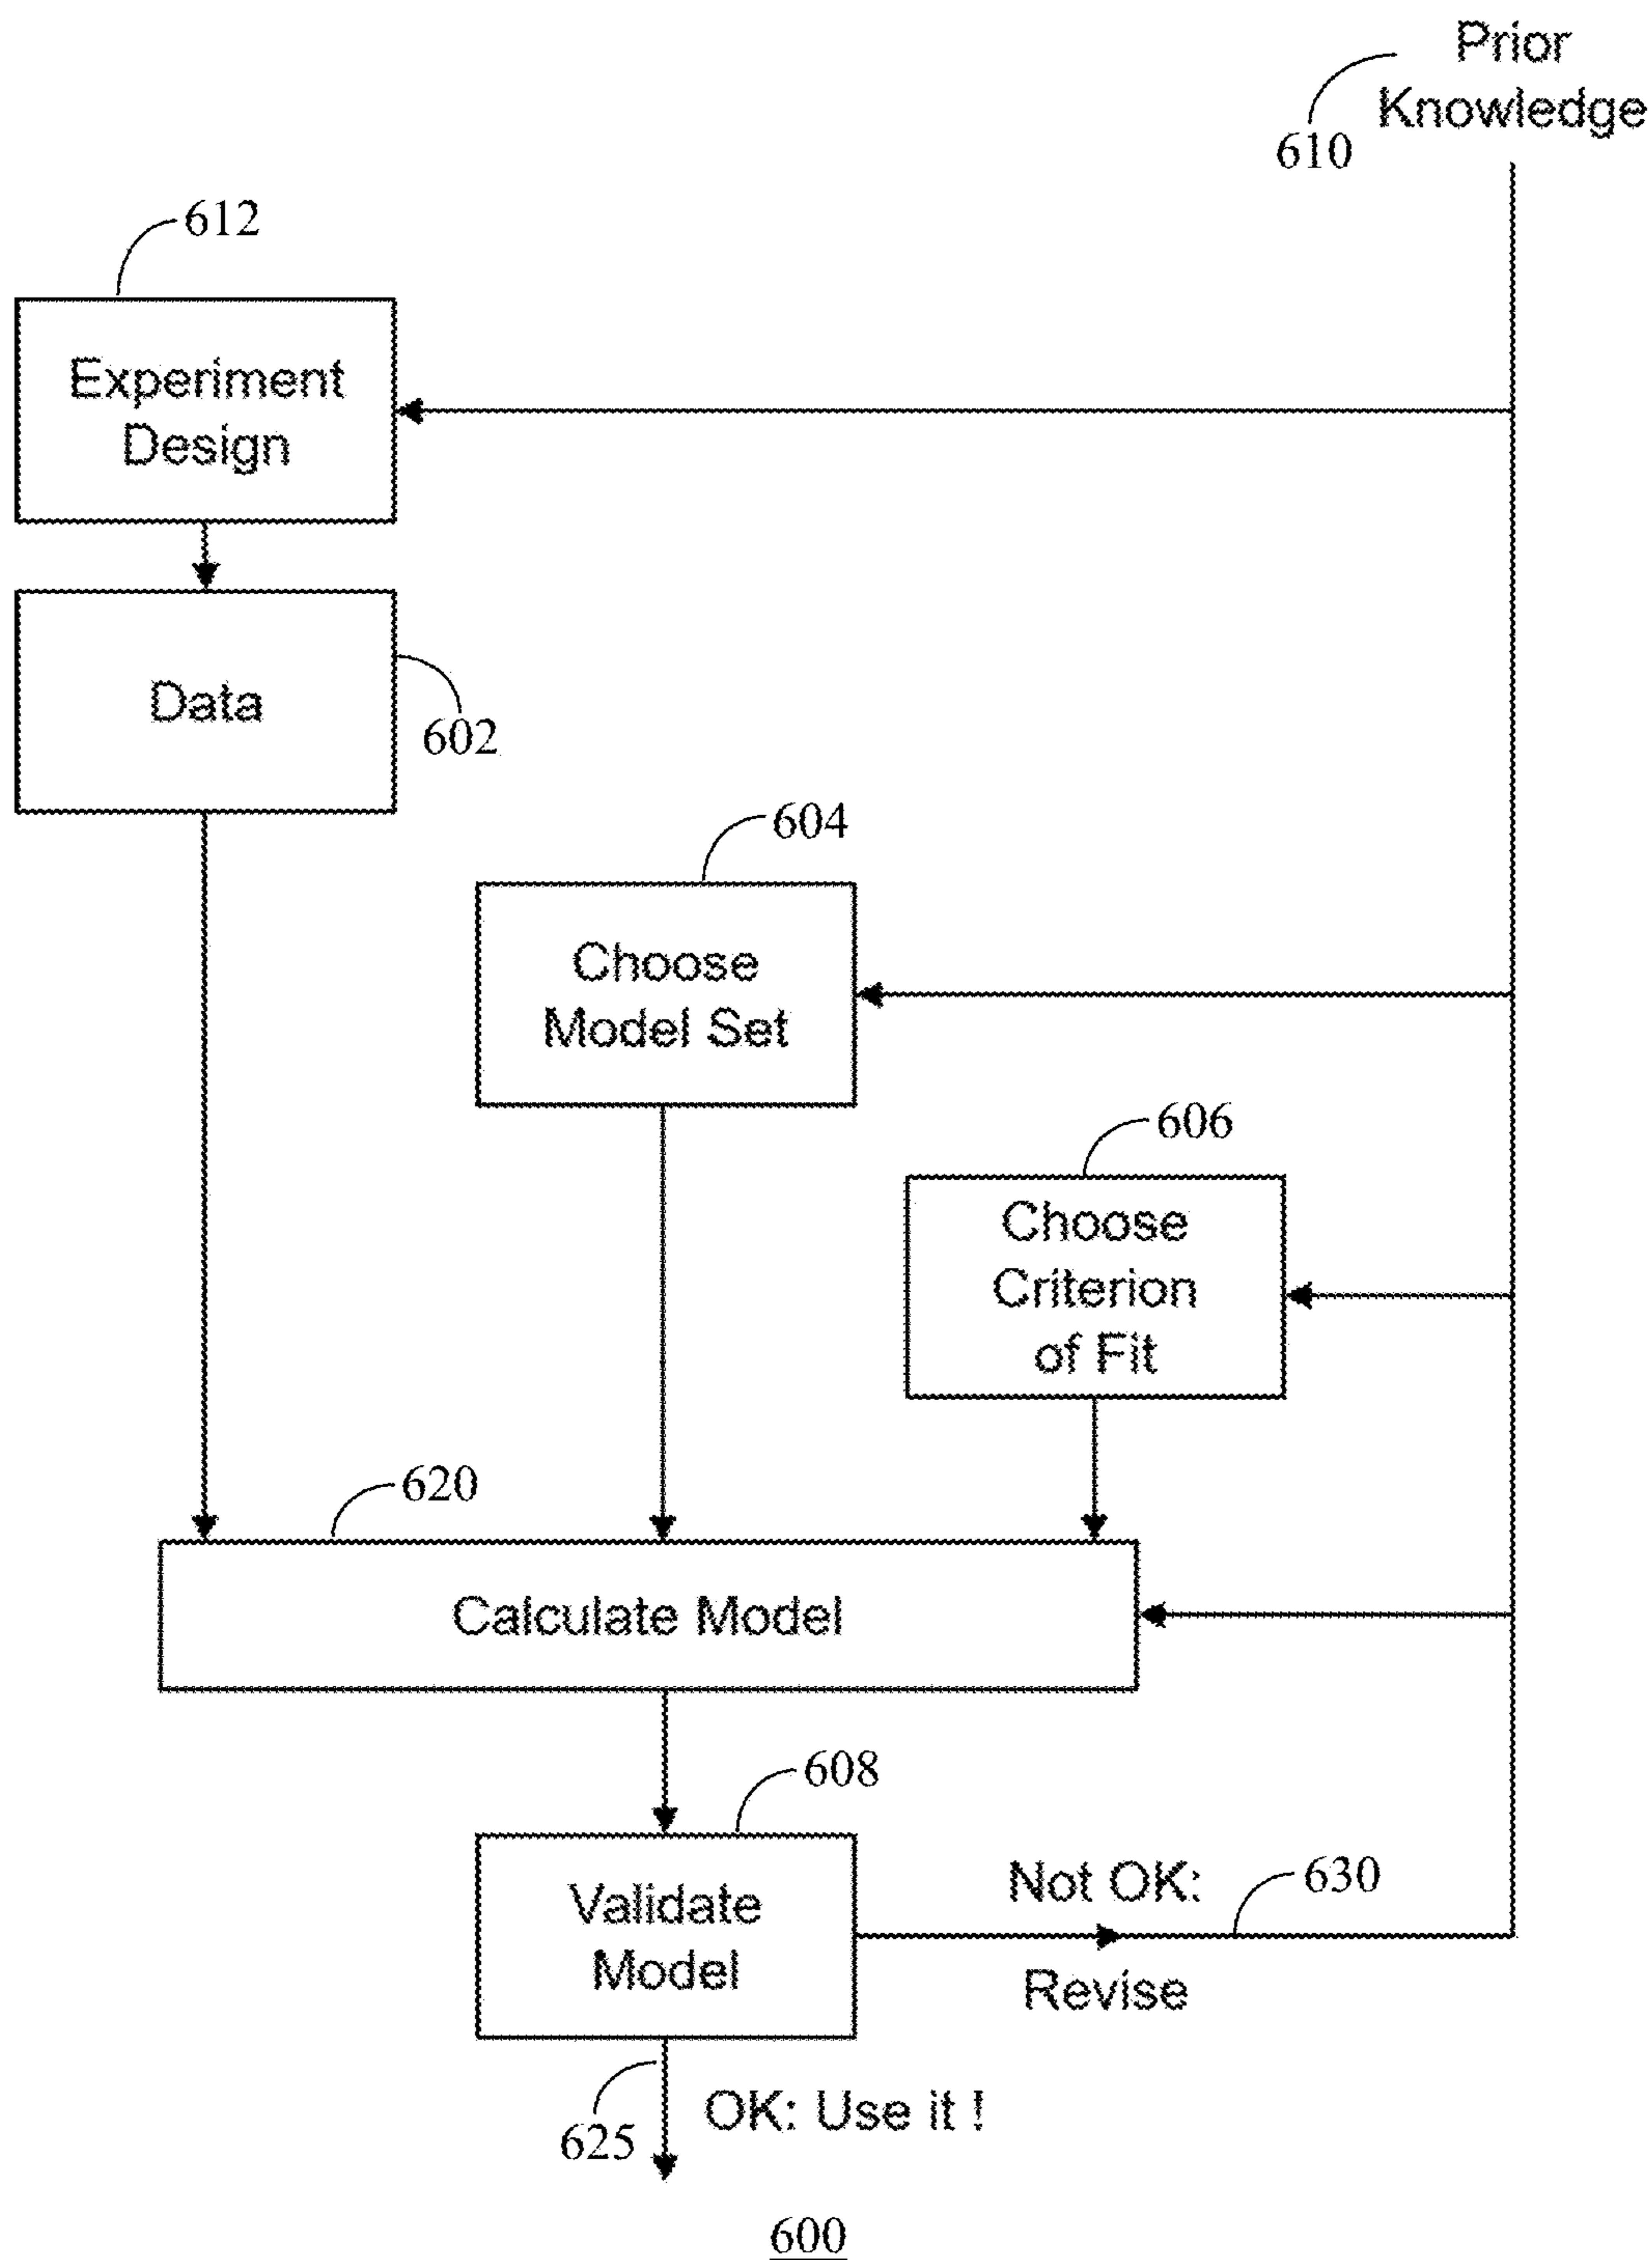 Prior
Knowledge
610
612
Experiment
Design
Data
602
604
Choose
Model Set
606
Choose
Criterion
of Fit
620
Calculate Model
608
Validate
Model
Not OK:
630
Revise
625
OK: Use it !
600